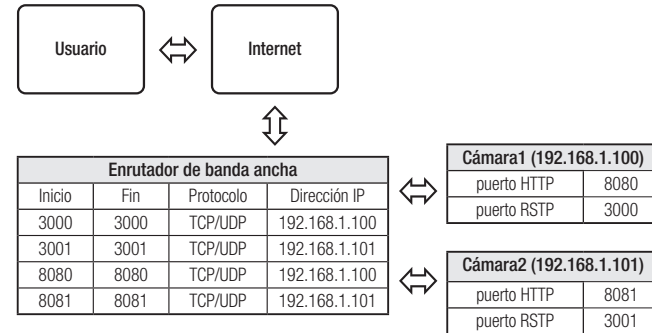 Usuario
Internet
Enrutador de banda ancha
Inicio Fin Protocolo Dirección IP
3000 3000 TCP/UDP 192.168.1.100
3001 3001 TCP/UDP 192.168.1.101
8080 8080 TCP/UDP 192.168.1.100
8081 8081 TCP/UDP 192.168.1.101
Cámara1 (192.168.1.100)
puerto HTTP 8080
puerto RSTP 3000
Cámara2 (192.168.1.101)
puerto HTTP 8081
puerto RSTP 3001